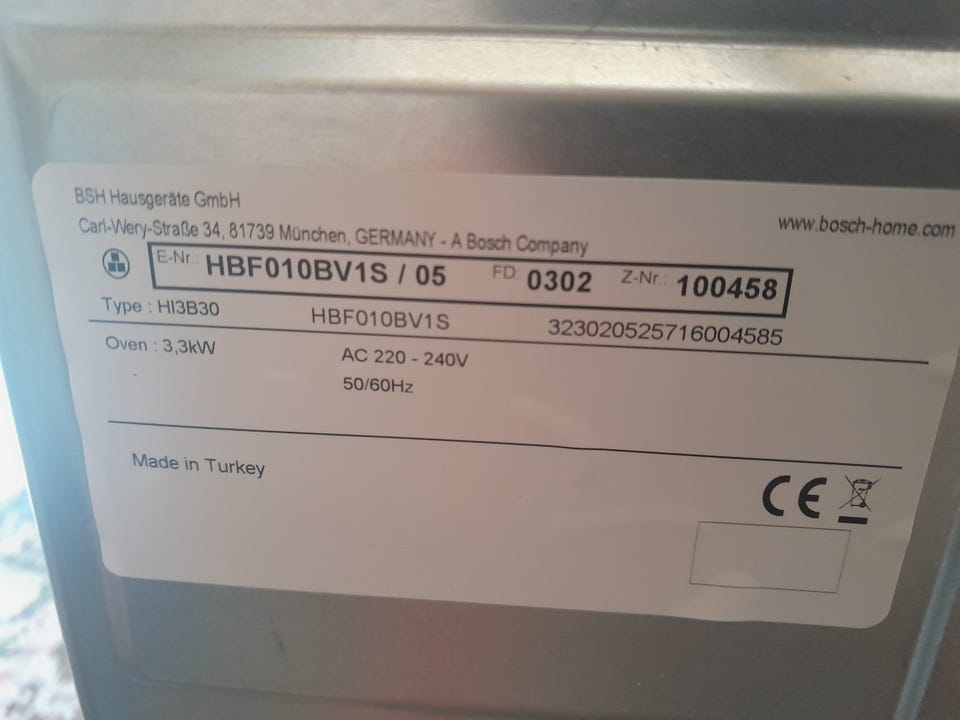 BSH Hausgeräte GmbH
Carl-Wery-Straße 34, 81739 München, GERMANY - A Bosch Company
www.bosch-home.com
E-Nr.: HBF010BV1S / 05 FD: 0302 Z-Nr.: 100458
Type : HI3B30 HBF010BV1S 323020525716004585
Oven : 3,3kW AC 220 - 240V
50/60Hz
Made in Turkey
CE